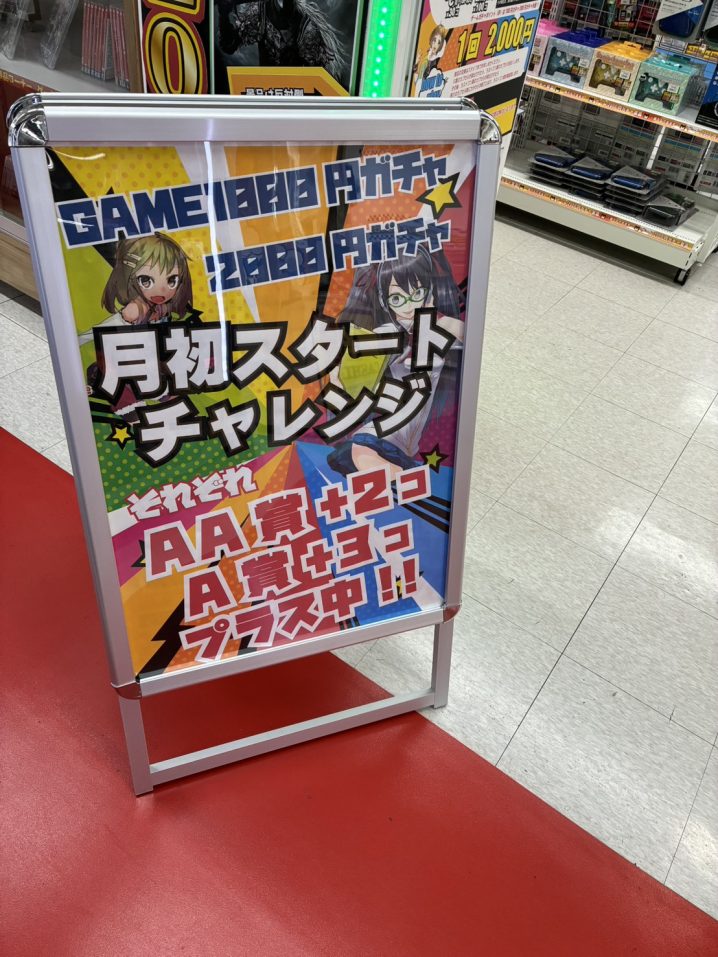 GAME1000円ガチャ
2000円ガチャ
月初スタート
チャレンジ
それぞれ
AA賞+2コ
A賞+3コ
プラス中!!
1回 2,000円